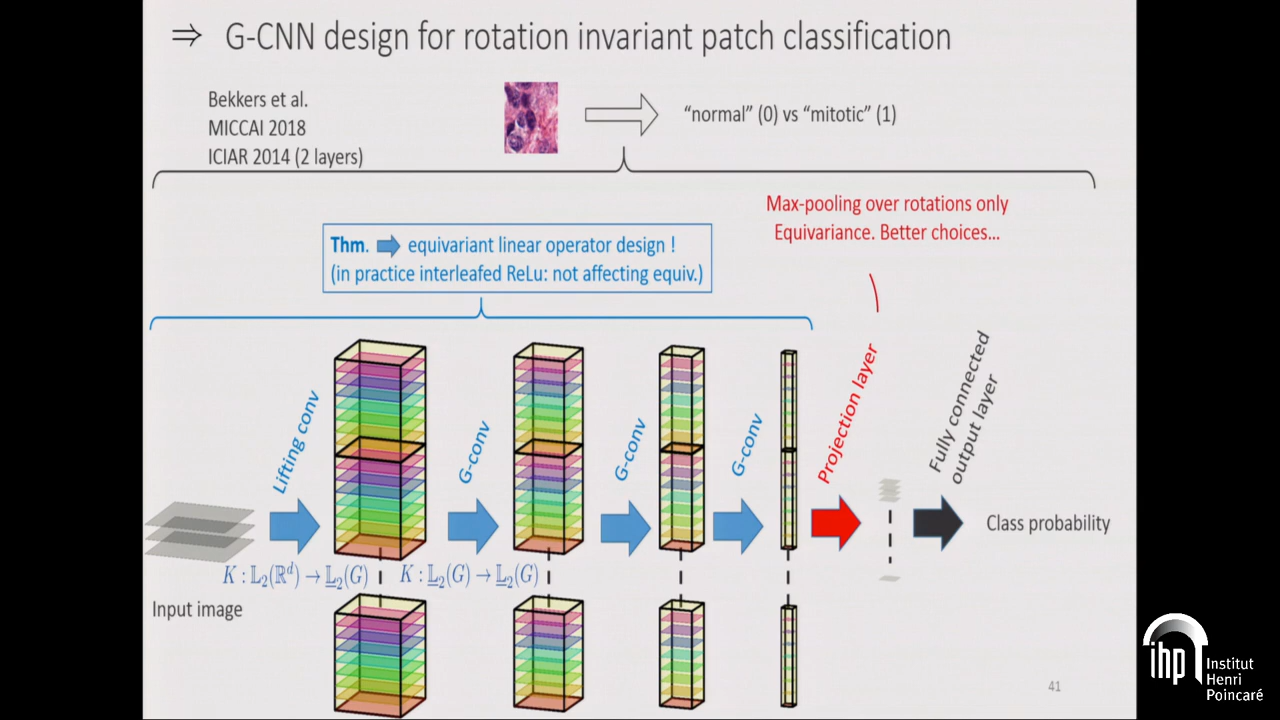 ⇒ G-CNN design for rotation invariant patch classification
Bekkers et al.
MICCAI 2018
ICIAR 2014 (2 layers)
“normal” (0) vs “mitotic” (1)
Max-pooling over rotations only
Equivariance. Better choices...
Thm. ➡ equivariant linear operator design !
(in practice interleafed ReLu: not affecting equiv.)
Lifting conv
G-conv
G-conv
G-conv
Projection layer
Fully connected
output layer
Class probability
K : 𝕃₂(ℝᵈ) → 𝕃₂(G)
K : 𝕃₂(G) → 𝕃₂(G)
Input image
41
ihp
Institut
Henri
Poincaré